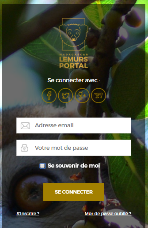 LEMURS
PORTAL
Se connecter avec
Adresse email
Votre mot de passe
Se souvenir de moi
SE CONNECTER
S'inscrire ?
Mot de passe oublié ?